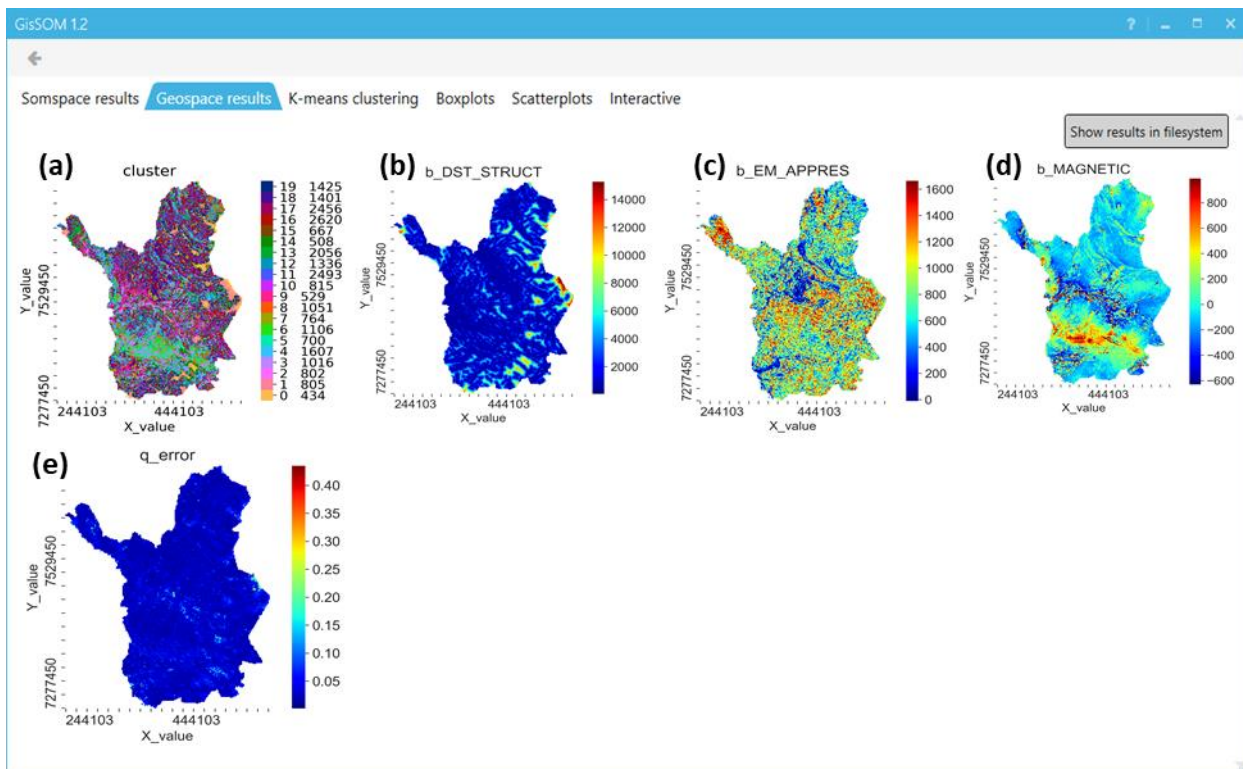 GisSOM 1.2
?
Somspace results Geospace results K-means clustering Boxplots Scatterplots Interactive
Show results in filesystem
(a)
cluster
19 1425
18 1401
17 2456
16 2620
15 667
14 508
13 2056
12 1336
11 2493
10 815
9 529
8 1051
7 764
6 1106
5 700
4 1607
3 1016
2 802
1 805
0 434
Y_value
7529450
7277450
244103 444103
X_value
(b)
b_DST_STRUCT
14000
12000
10000
8000
6000
4000
2000
Y_value
7529450
7277450
244103 444103
X_value
(c)
b_EM_APPRES
1600
1400
1200
1000
800
600
400
200
0
Y_value
7529450
7277450
244103 444103
X_value
(d)
b_MAGNETIC
800
600
400
200
0
−200
−400
−600
Y_value
7529450
7277450
244103 444103
X_value
(e)
q_error
0.40
0.35
0.30
0.25
0.20
0.15
0.10
0.05
Y_value
7529450
7277450
244103 444103
X_value